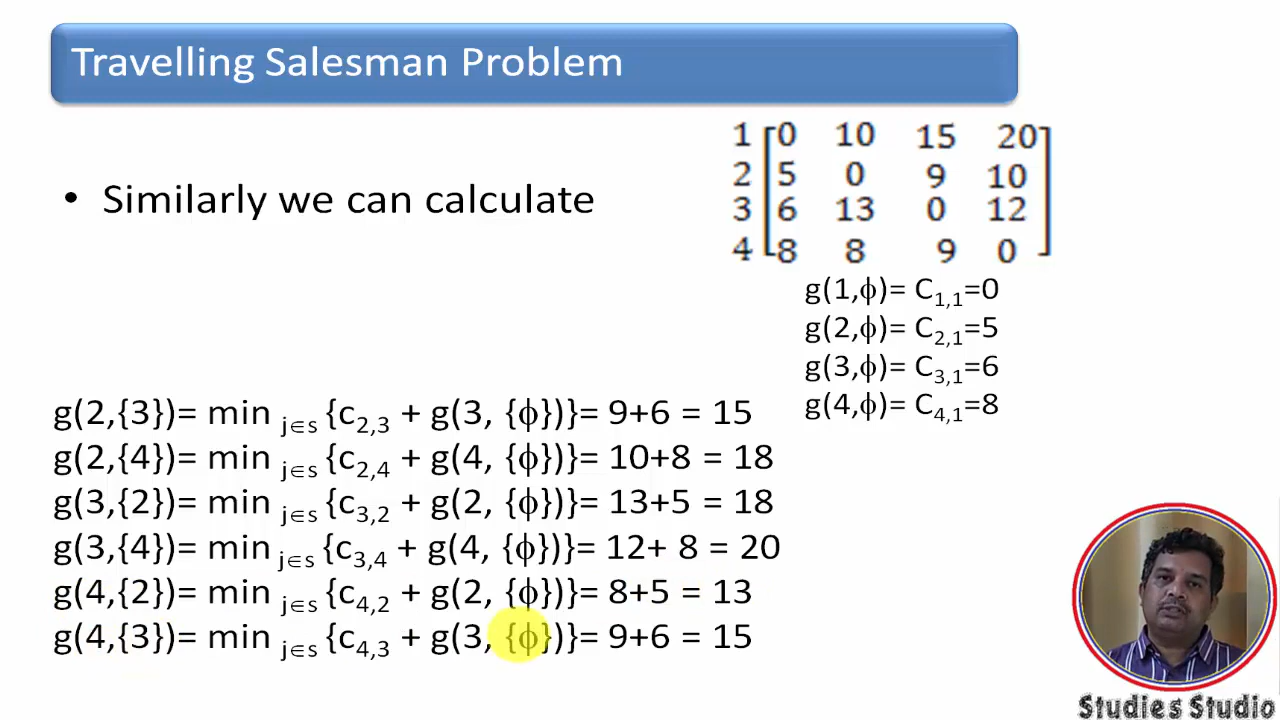 Travelling Salesman Problem
• Similarly we can calculate
1 0 10 15 20
2 5 0 9 10
3 6 13 0 12
4 8 8 9 0
g(1,ϕ)= C1,1=0
g(2,ϕ)= C2,1=5
g(3,ϕ)= C3,1=6
g(4,ϕ)= C4,1=8
g(2,{3})= min j∈s {c2,3 + g(3, {ϕ})}= 9+6 = 15
g(2,{4})= min j∈s {c2,4 + g(4, {ϕ})}= 10+8 = 18
g(3,{2})= min j∈s {c3,2 + g(2, {ϕ})}= 13+5 = 18
g(3,{4})= min j∈s {c3,4 + g(4, {ϕ})}= 12+ 8 = 20
g(4,{2})= min j∈s {c4,2 + g(2, {ϕ})}= 8+5 = 13
g(4,{3})= min j∈s {c4,3 + g(3, {ϕ})}= 9+6 = 15
Studies Studio